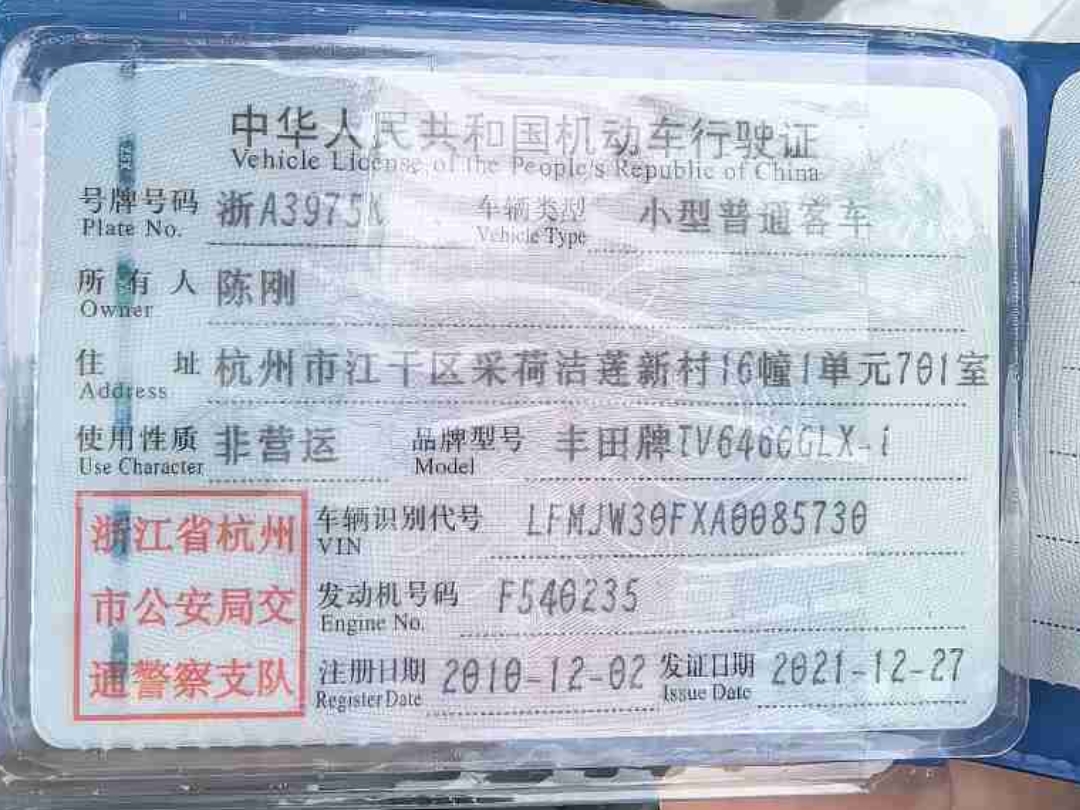 中华人民共和国机动车行驶证
Vehicle License of the People's Republic of China
号牌号码 浙A3975K 车辆类型 小型普通客车
Plate No. Vehicle Type
所有人 陈刚
Owner
住址 杭州市江干区采荷洁莲新村16幢1单元701室
Address
使用性质 非营运 品牌型号 丰田牌TV6460GLX-i
Use Character Model
浙江省杭州
市公安局交
通警察支队
车辆识别代号 LFMJW30FXA0085730
VIN
发动机号码 F540235
Engine No.
注册日期 2010-12-02 发证日期 2021-12-27
Register Date Issue Date